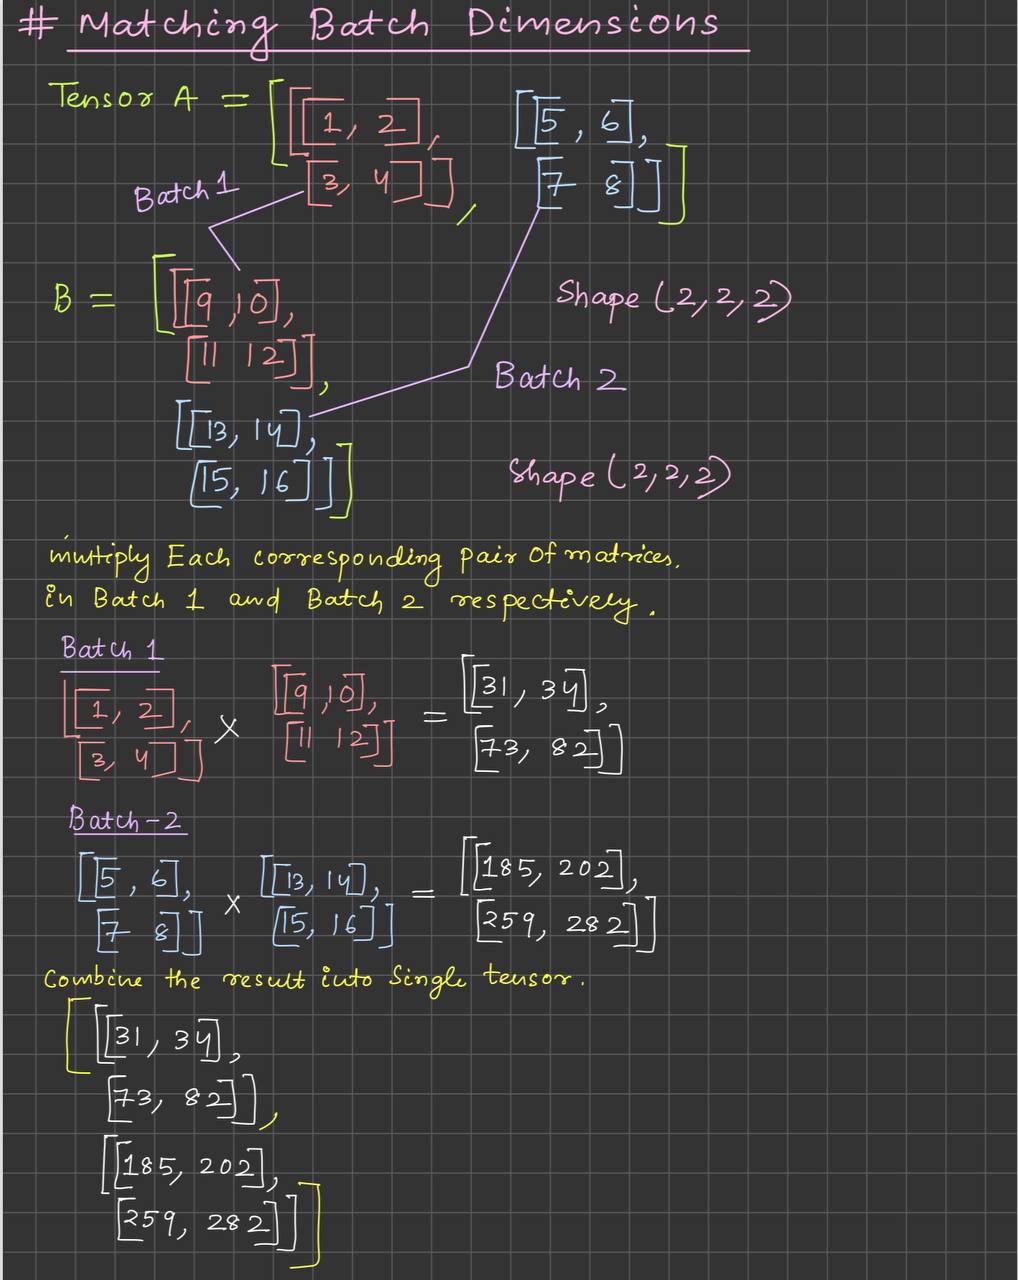 # Matching Batch Dimensions
Tensor A = [[[1, 2], [[5, 6],
[3, 4]], [7 8]]]
Batch 1
B = [[[9, 10], Shape (2,2,2)
[11 12]],
Batch 2
[[13, 14],
[15, 16]]] Shape (2,2,2)
multiply Each corresponding pair of matrices,
in Batch 1 and Batch 2 respectively.
Batch 1
[[1, 2], [[9, 10], [[31, 34],
[3, 4]] x [11 12]] = [73, 82]]
Batch-2
[[5, 6], [[13, 14], [[185, 202],
[7 8]] x [15, 16]] = [259, 282]]
Combine the result into Single tensor.
[[[31, 34],
[73, 82]],
[[185, 202],
[259, 282]]]